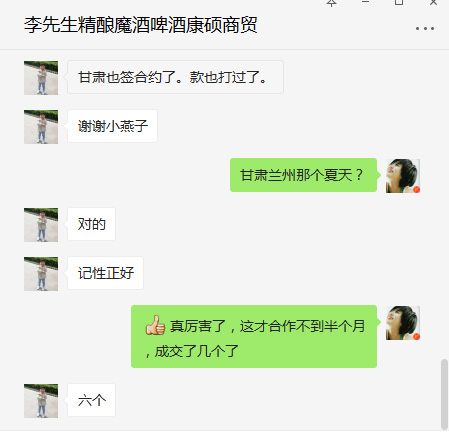 李先生精酿魔酒啤酒康硕商贸
甘肃也签合约了。款也打过了。
谢谢小燕子
甘肃兰州那个夏天？
对的
记性正好
真厉害了，这才合作不到半个月
，成交了几个了
六个